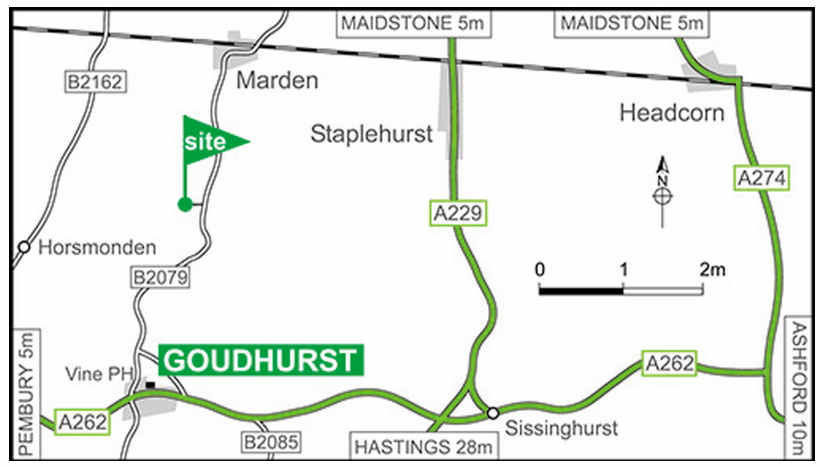 MAIDSTONE 5m
MAIDSTONE 5m
B2162
Marden
Headcorn
Staplehurst
site
A274
N
A229
Horsmonden
B2079
0 1 2m
PEMBURY 5m
ASHFORD 10m
GOUDHURST
A262
Vine PH
A262
Sissinghurst
B2085
HASTINGS 28m